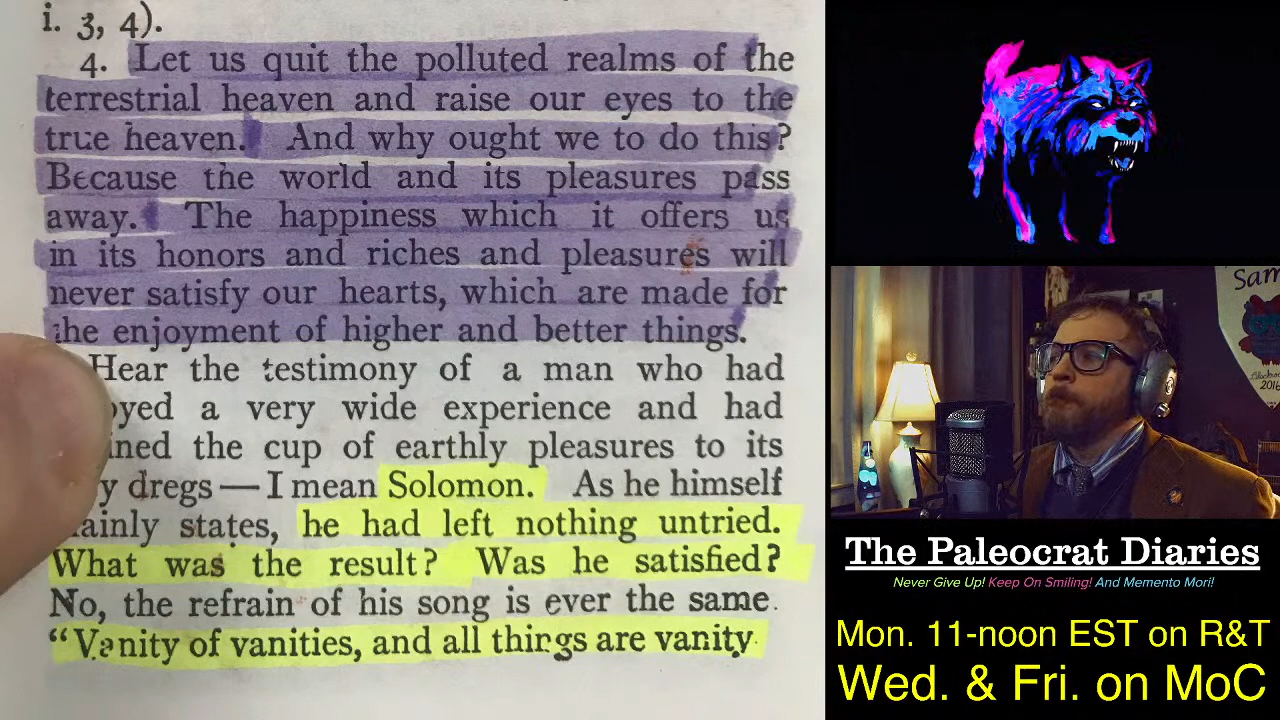 i. 3, 4).
4. Let us quit the polluted realms of the
terrestrial heaven and raise our eyes to the
true heaven. And why ought we to do this?
Because the world and its pleasures pass
away. The happiness which it offers us
in its honors and riches and pleasures will
never satisfy our hearts, which are made for
the enjoyment of higher and better things.
Hear the testimony of a man who had
oyed a very wide experience and had
ined the cup of earthly pleasures to its
y dregs — I mean Solomon. As he himself
ainly states, he had left nothing untried.
What was the result? Was he satisfied?
No, the refrain of his song is ever the same.
“Vanity of vanities, and all things are vanity
Sam
2016
The Paleocrat Diaries
Never Give Up! Keep On Smiling! And Memento Mori!
Mon. 11-noon EST on R&T
Wed. & Fri. on MoC